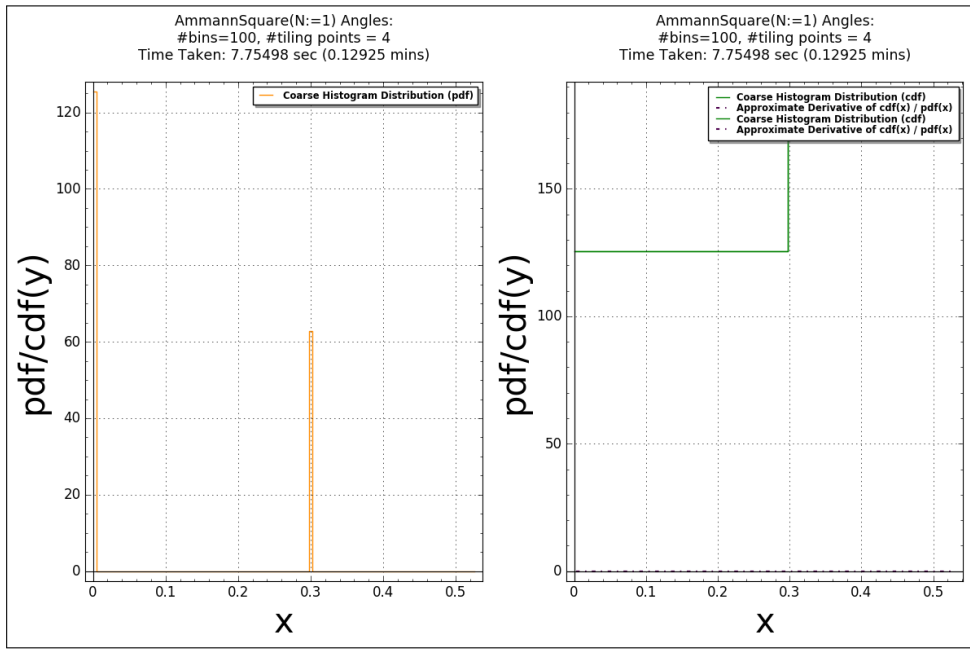 AmmannSquare(N:=1) Angles:
#bins=100, #tiling points = 4
Time Taken: 7.75498 sec (0.12925 mins)
Coarse Histogram Distribution (pdf)
120
100
80
60
40
20
0
pdf/cdf(y)
0 0.1 0.2 0.3 0.4 0.5
x
AmmannSquare(N:=1) Angles:
#bins=100, #tiling points = 4
Time Taken: 7.75498 sec (0.12925 mins)
Coarse Histogram Distribution (cdf)
Approximate Derivative of cdf(x) / pdf(x)
Coarse Histogram Distribution (cdf)
Approximate Derivative of cdf(x) / pdf(x)
150
100
50
0
pdf/cdf(y)
0 0.1 0.2 0.3 0.4 0.5
x